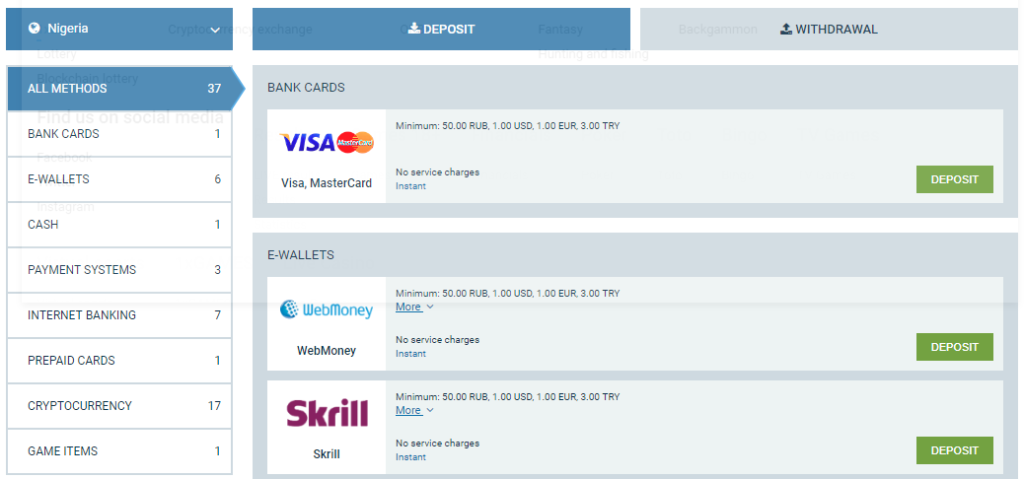 Nigeria
Cryptocurrency exchange
DEPOSIT
Fantasy
Backgammon
WITHDRAWAL
Lottery
Hunting and fishing
Blockchain lottery
ALL METHODS 37
Find us on social media
BANK CARDS 1
Facebook
E-WALLETS 6
Instagram
CASH 1
PAYMENT SYSTEMS 3
INTERNET BANKING 7
PREPAID CARDS 1
CRYPTOCURRENCY 17
GAME ITEMS 1
BANK CARDS
VISA MasterCard
Minimum: 50.00 RUB, 1.00 USD, 1.00 EUR, 3.00 TRY
No service charges
Visa, MasterCard
Instant
DEPOSIT
E-WALLETS
WebMoney
Minimum: 50.00 RUB, 1.00 USD, 1.00 EUR, 3.00 TRY
More
No service charges
WebMoney
Instant
DEPOSIT
Skrill
Minimum: 50.00 RUB, 1.00 USD, 1.00 EUR, 3.00 TRY
More
No service charges
Skrill
Instant
DEPOSIT